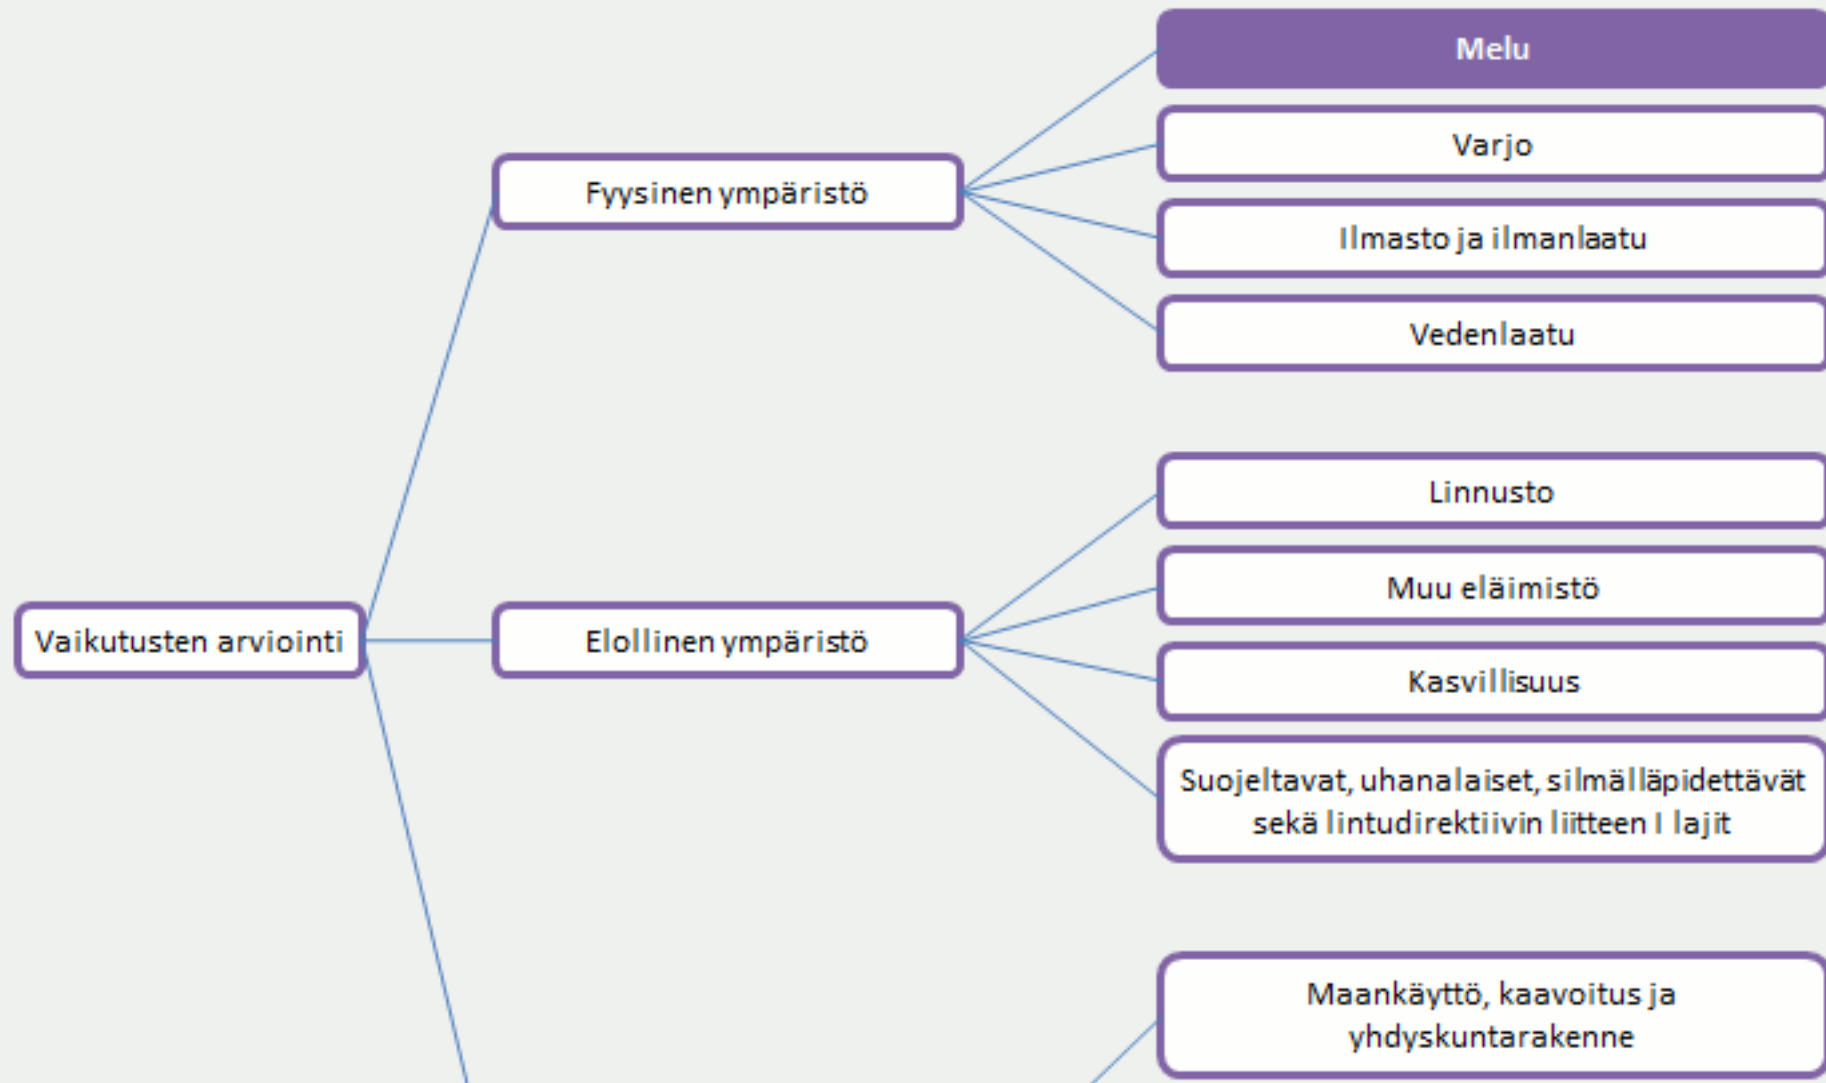 Melu
Varjo
Fyysinen ympäristö
Ilmasto ja ilmanlaatu
Vedenlaatu
Linnusto
Muu eläimistö
Vaikutusten arviointi
Elollinen ympäristö
Kasvillisuus
Suojeltavat, uhanalaiset, silmälläpidettävät
sekä lintudirektiivin liitteen I lajit
Maankäyttö, kaavoitus ja
yhdyskuntarakenne